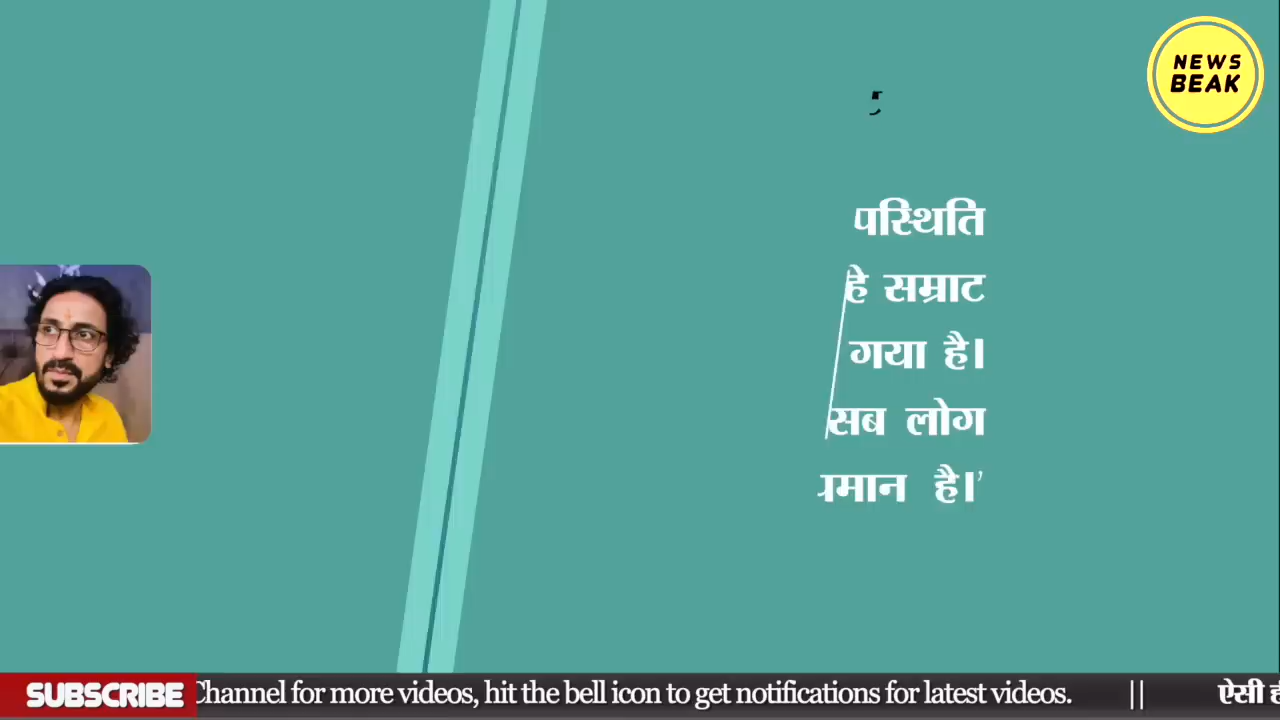 NEWS
BEAK
पस्थिति
हे सम्राट
गया है।
सब लोग
मान है।’
SUBSCRIBE
Channel for more videos, hit the bell icon to get notifications for latest videos. || ऐसी